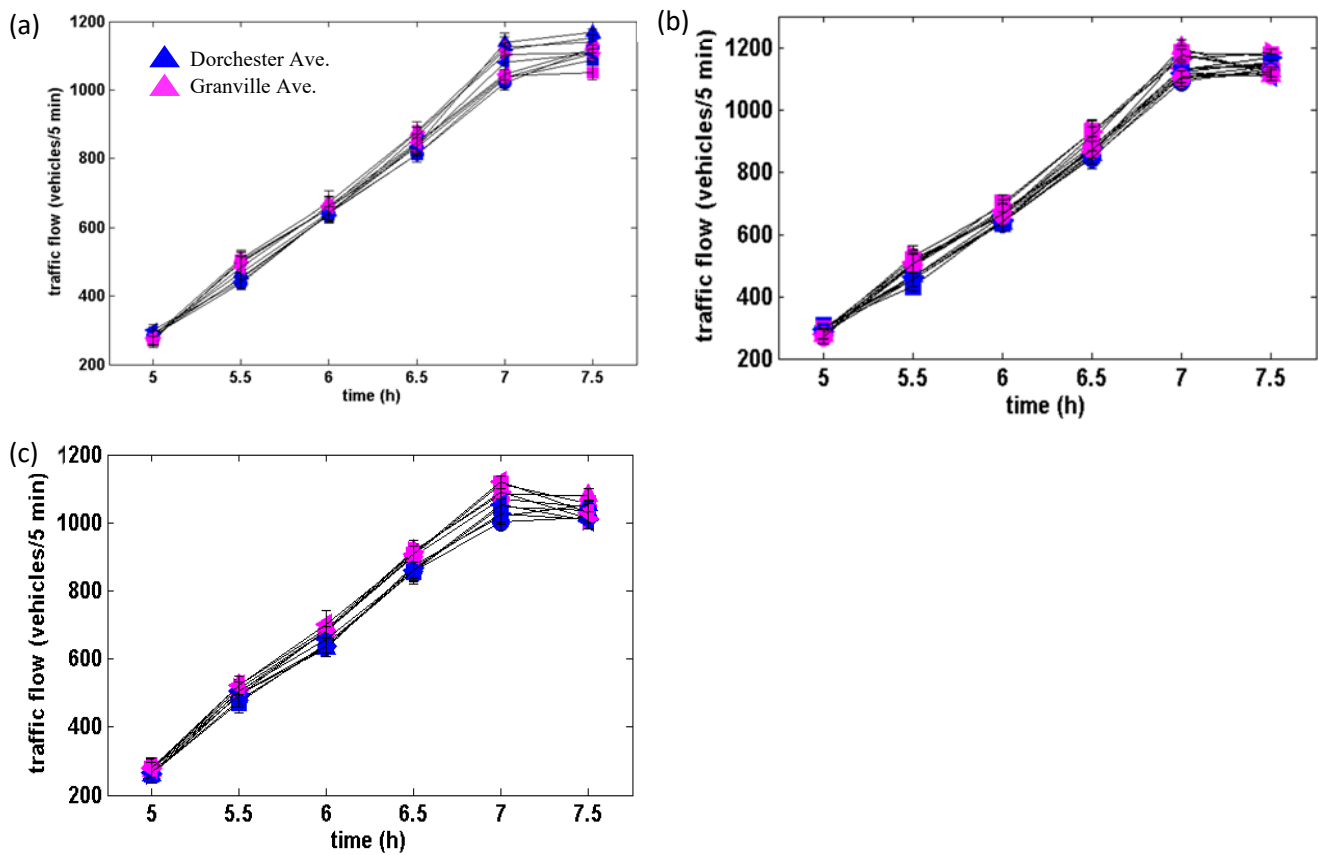 (a)
traffic flow (vehicles/5 min)
1200
1000
800
600
400
200
Dorchester Ave.
Granville Ave.
5 5.5 6 6.5 7 7.5
time (h)
(b)
traffic flow (vehicles/5 min)
1200
1000
800
600
400
200
5 5.5 6 6.5 7 7.5
time (h)
(c)
traffic flow (vehicles/5 min)
1200
1000
800
600
400
200
5 5.5 6 6.5 7 7.5
time (h)